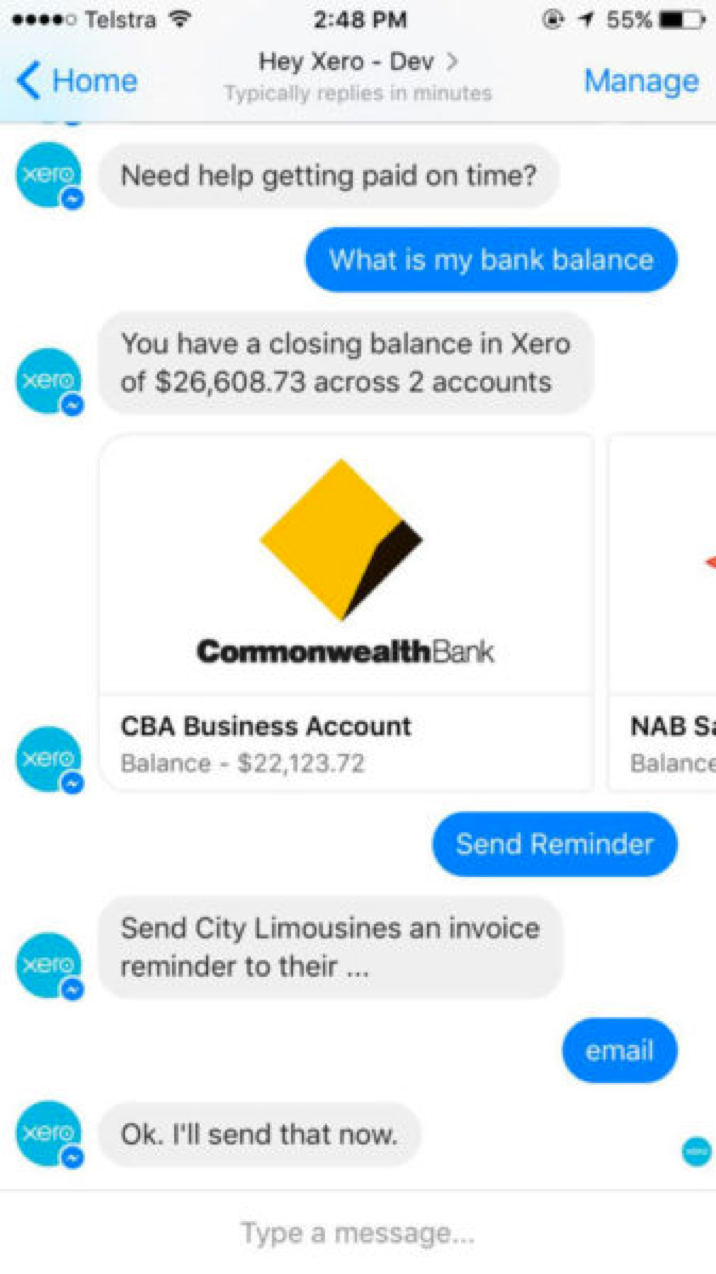 Telstra 2:48 PM 55%
Home Hey Xero - Dev Manage
Typically replies in minutes
xero Need help getting paid on time?
What is my bank balance
You have a closing balance in Xero
xero of $26,608.73 across 2 accounts
CommonwealthBank
CBA Business Account NAB
xero Balance - $22,123.72 Balance
Send Reminder
Send City Limousines an invoice
xero reminder to their ...
email
xero Ok. I'll send that now.
xero
Type a message...